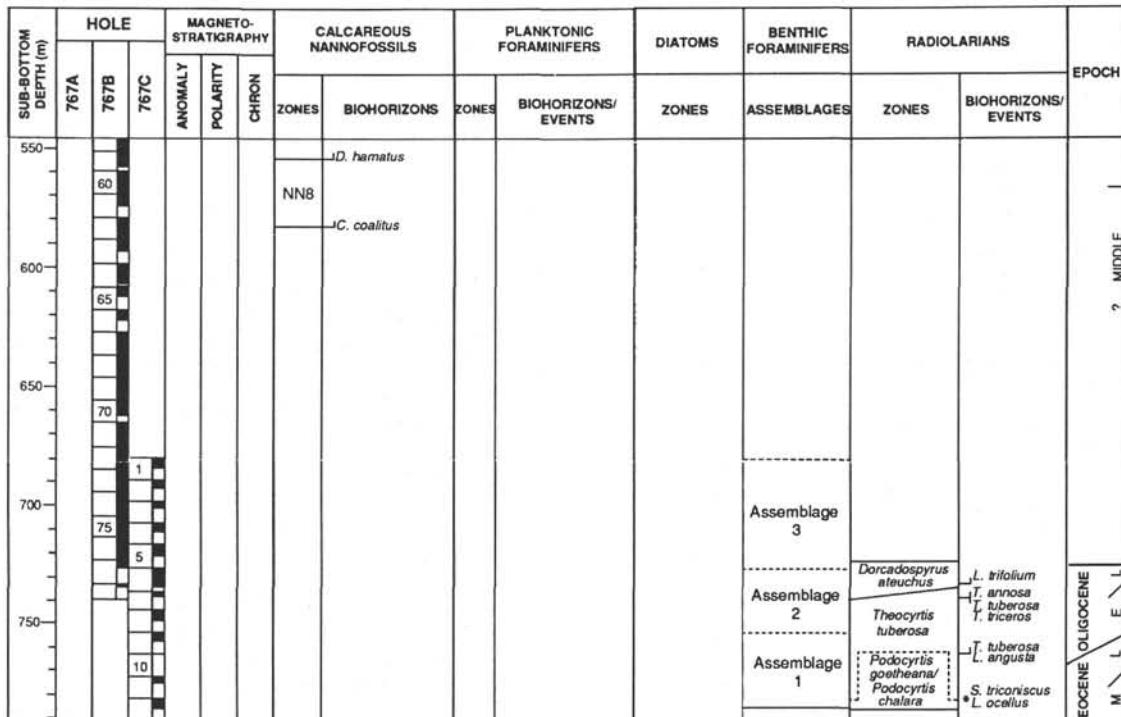 SUB-BOTTOM
DEPTH (m)
HOLE
767A
767B
767C
MAGNETO-
STRATIGRAPHY
ANOMALY
POLARITY
CHRON
CALCAREOUS
NANNOFOSSILS
ZONES
BIOHORIZONS
PLANKTONIC
FORAMINIFERS
ZONES
BIOHORIZONS/
EVENTS
DIATOMS
ZONES
BENTHIC
FORAMINIFERS
ASSEMBLAGES
RADIOLARIANS
ZONES
BIOHORIZONS/
EVENTS
EPOCH
550
D. hamatus
60
NN8
C. coalitus
600
65
? MIDDLE
650
70
1
700
75
5
Assemblage
3
Dorcadospyrus
ateuchus
L. trifolium
T. annosa
T. tuberosa
T. triceros
Assemblage
2
Theocyrtis
tuberosa
750
10
T. tuberosa
L. angusta
Assemblage
1
Podocyrtis
goetheana/
Podocyrtis
chalara
S. triconiscus
L. ocellus
EOCENE
OLIGOCENE
M
L
E
L